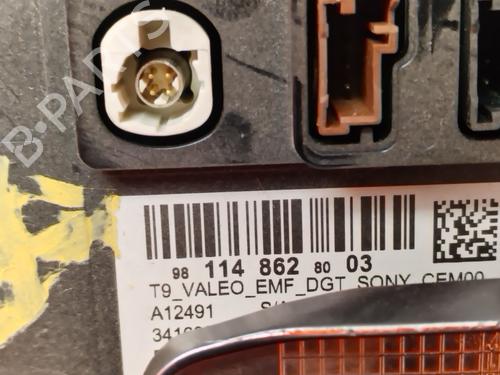 B-PARTS
98 114 862 80 03
T9_VALEO_EMF_DGT_SONY_CEM00
A12491